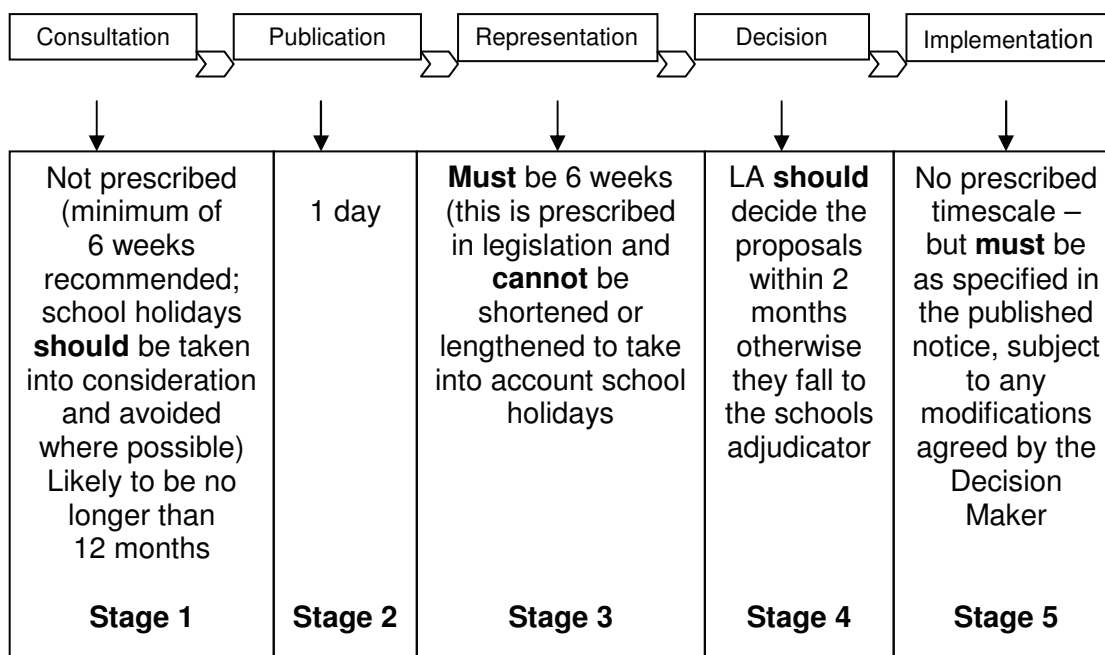 Consultation
Publication
Representation
Decision
Implementation
Not prescribed
(minimum of
6 weeks
recommended;
school holidays
should be taken
into consideration
and avoided
where possible)
Likely to be no
longer than
12 months
Stage 1
1 day
Stage 2
Must be 6 weeks
(this is prescribed
in legislation and
cannot be
shortened or
lengthened to take
into account school
holidays
Stage 3
LA should
decide the
proposals
within 2
months
otherwise
they fall to
the schools
adjudicator
Stage 4
No prescribed
timescale –
but must be
as specified in
the published
notice, subject
to any
modifications
agreed by the
Decision
Maker
Stage 5